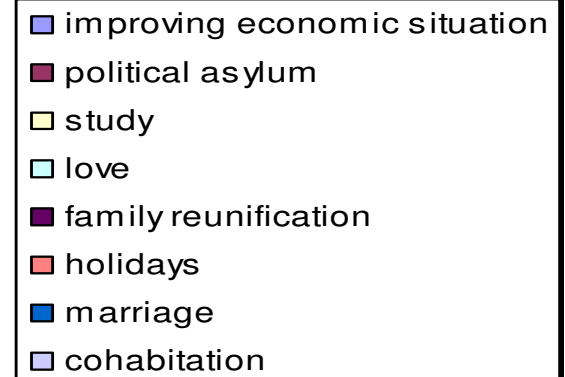 improving economic situation
political asylum
study
love
family reunification
holidays
marriage
cohabitation